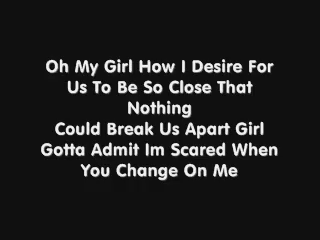 Oh My Girl How I Desire For
Us To Be So Close That
Nothing
Could Break Us Apart Girl
Gotta Admit Im Scared When
You Change On Me